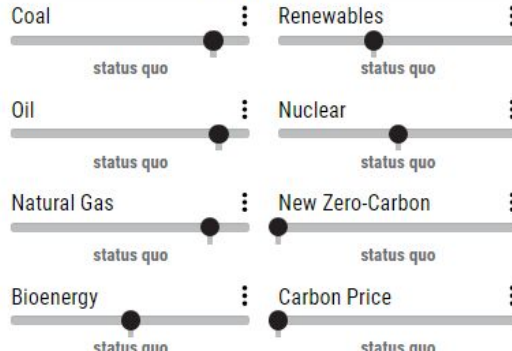 Coal
status quo
Renewables
status quo
Oil
status quo
Nuclear
status quo
Natural Gas
status quo
New Zero-Carbon
status quo
Bioenergy
status quo
Carbon Price
status quo